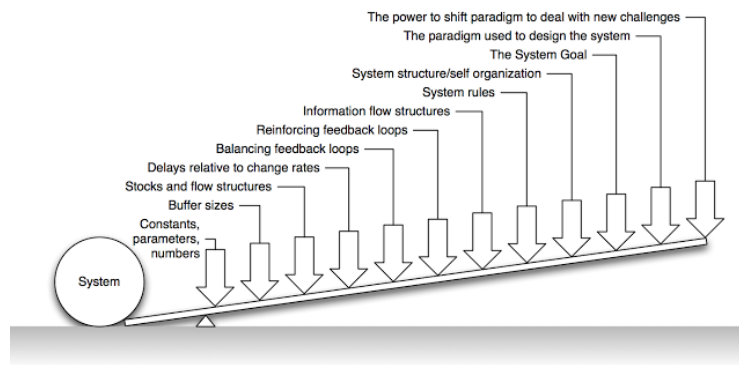 The power to shift paradigm to deal with new challenges
The paradigm used to design the system
The System Goal
System structure/self organization
System rules
Information flow structures
Reinforcing feedback loops
Balancing feedback loops
Delays relative to change rates
Stocks and flow structures
Buffer sizes
Constants,
parameters,
numbers
System